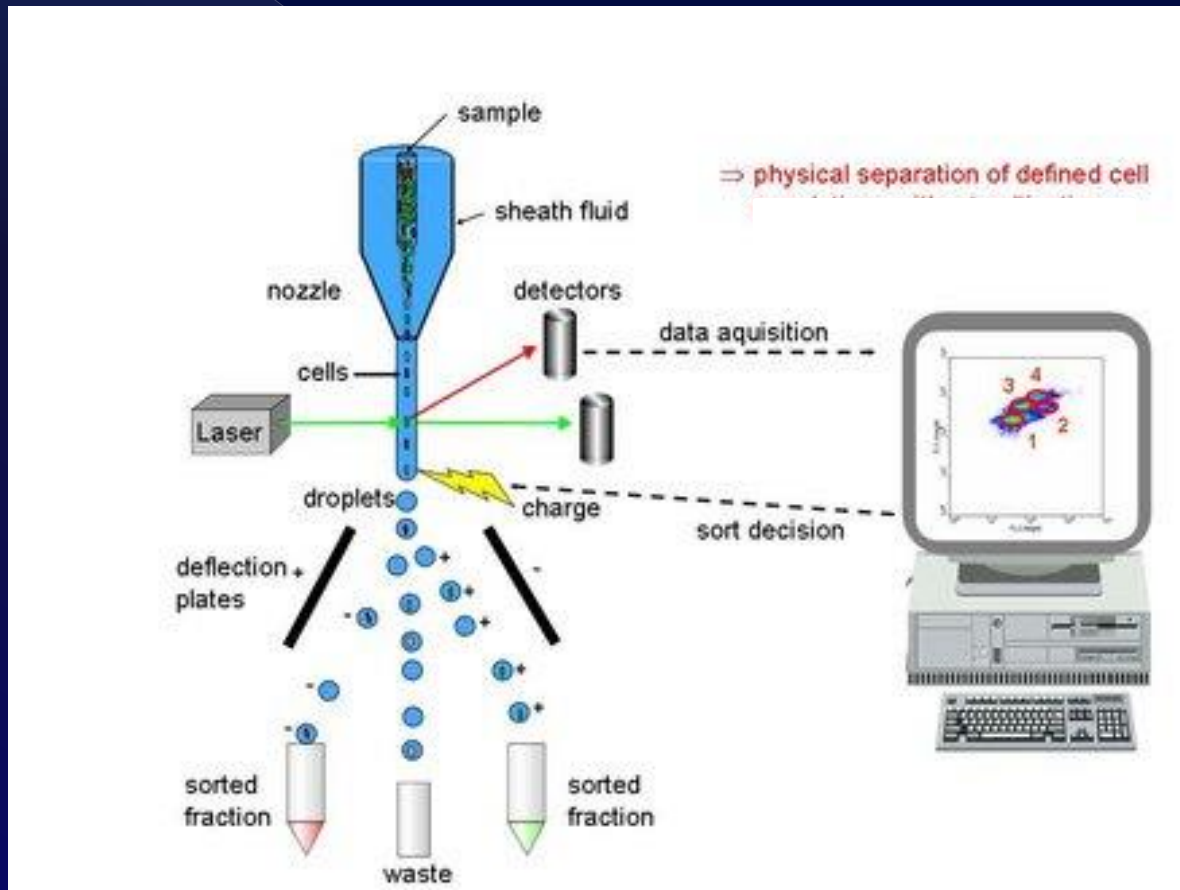 sample
⇒ physical separation of defined cell
sheath fluid
nozzle
detectors
data aquisition
cells
3 4
1 2
Laser
droplets
charge
sort decision
deflection +
plates
-
+
+
-
+
+
-
+
-
sorted
fraction
sorted
fraction
waste